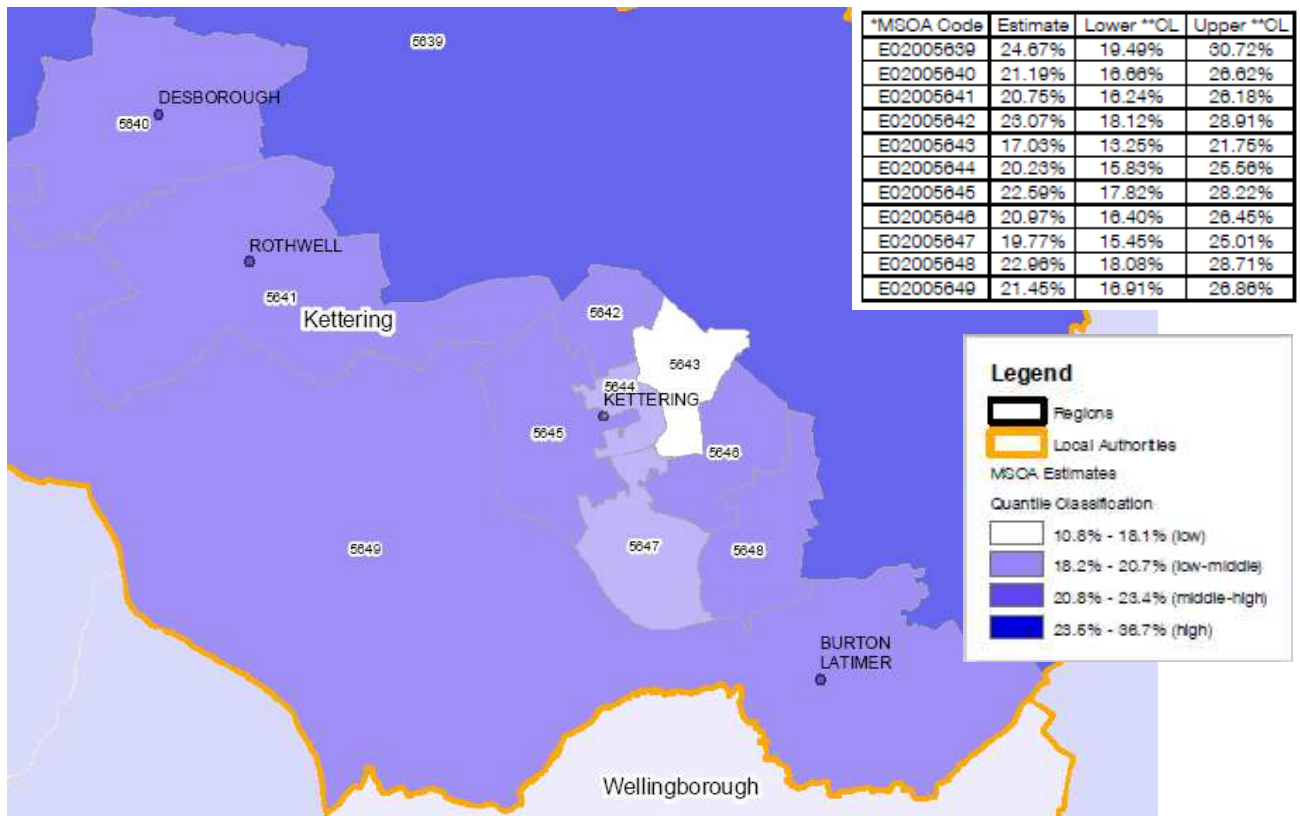 *MSOA Code Estimate Lower **CL Upper **CL
E02005639 24.67% 19.49% 30.72%
E02005640 21.19% 16.66% 26.62%
E02005641 20.75% 16.24% 26.18%
E02005642 23.07% 18.12% 28.91%
E02005643 17.03% 13.25% 21.75%
E02005644 20.23% 15.83% 25.56%
E02005645 22.59% 17.82% 28.22%
E02005646 20.97% 16.40% 26.45%
E02005647 19.77% 15.45% 25.01%
E02005648 22.96% 18.08% 28.71%
E02005649 21.45% 16.91% 26.86%
5639
DESBOROUGH
5640
ROTHWELL
5641
Kettering
5642
5643
5644
KETTERING
5645
5646
5649
5647
5648
BURTON
LATIMER
Wellingborough
Legend
Regions
Local Authorities
MSOA Estimates
Quantile Classification
10.8% - 18.1% (low)
18.2% - 20.7% (low-middle)
20.8% - 23.4% (middle-high)
23.5% - 36.7% (high)